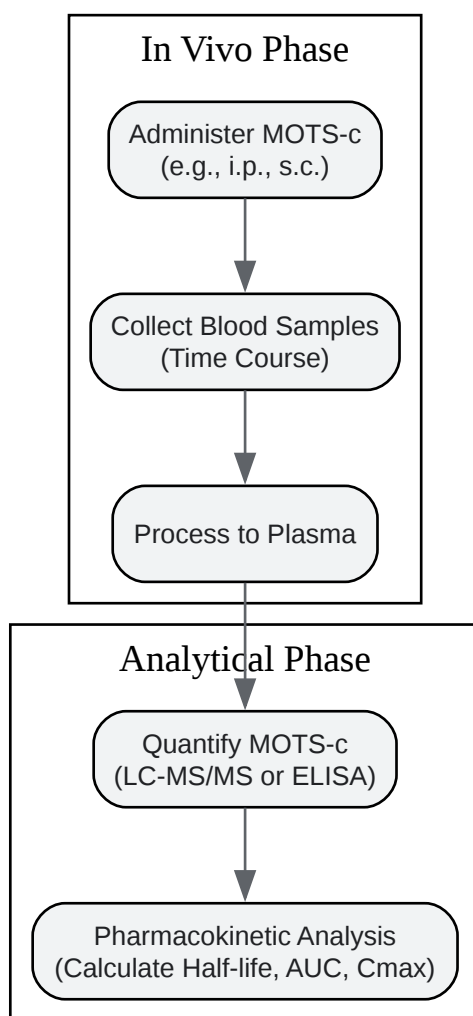 In Vivo Phase
Administer MOTS-c
(e.g., i.p., s.c.)
Collect Blood Samples
(Time Course)
Process to Plasma
Analytical Phase
Quantify MOTS-c
(LC-MS/MS or ELISA)
Pharmacokinetic Analysis
(Calculate Half-life, AUC, Cmax)